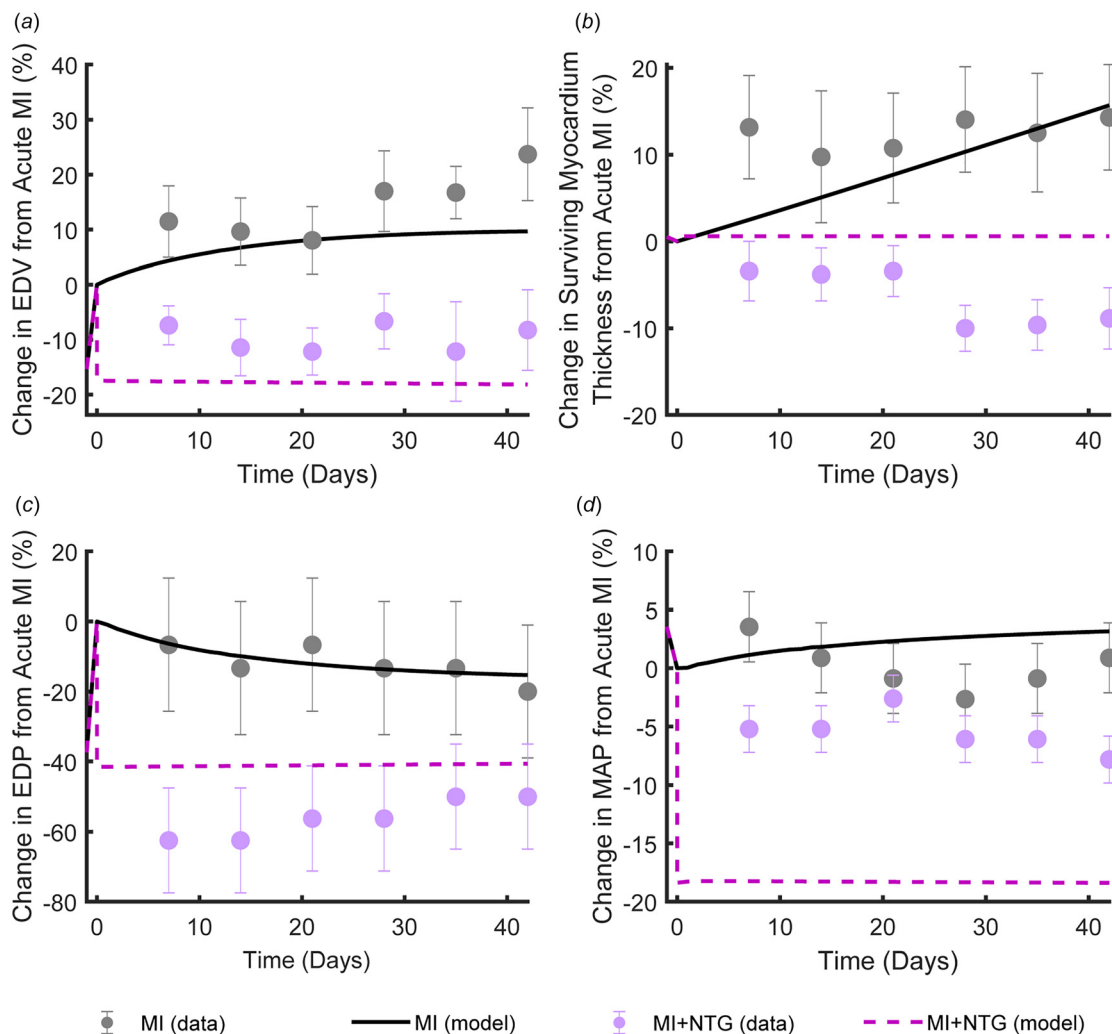 (a)
Change in EDV from Acute MI (%)
40
30
20
10
0
-10
-20
0
10
20
30
40
Time (Days)
(b)
Change in Surviving Myocardium
Thickness from Acute MI (%)
20
10
0
-10
-20
0
10
20
30
40
Time (Days)
(c)
Change in EDP from Acute MI (%)
20
0
-20
-40
-60
-80
0
10
20
30
40
Time (Days)
(d)
Change in MAP from Acute MI (%)
10
5
0
-5
-10
-15
-20
0
10
20
30
40
Time (Days)
MI (data)
MI (model)
MI+NTG (data)
MI+NTG (model)